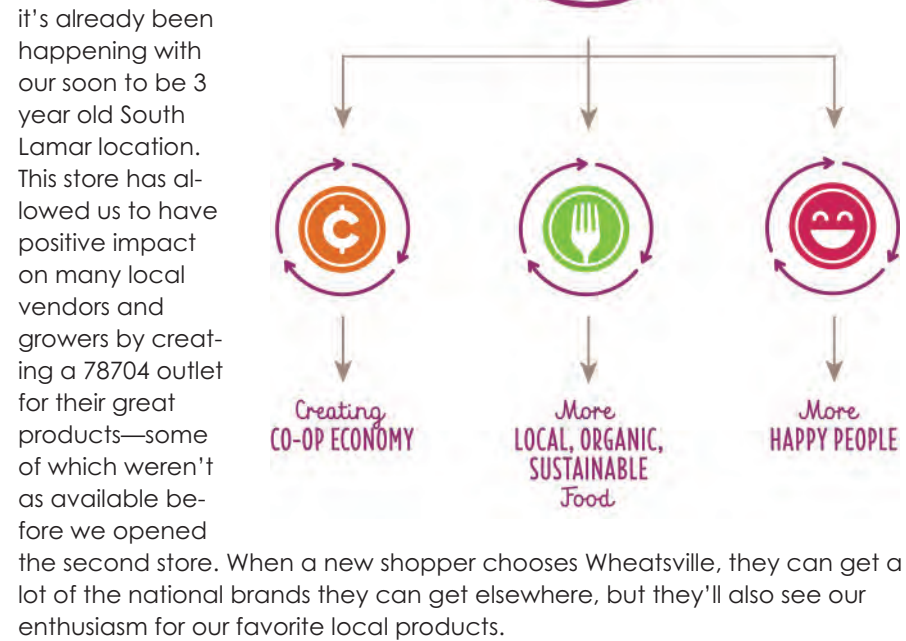 it's already been
happening with
our soon to be 3
year old South
Lamar location.
This store has al-
lowed us to have
positive impact
on many local
vendors and
growers by creat-
ing a 78704 outlet
for their great
products—some
of which weren't
as available be-
fore we opened
the second store. When a new shopper chooses Wheatsville, they can get a
lot of the national brands they can get elsewhere, but they'll also see our
enthusiasm for our favorite local products.
¢
Creating
CO-OP ECONOMY
More
LOCAL, ORGANIC,
SUSTAINABLE
Food
More
HAPPY PEOPLE